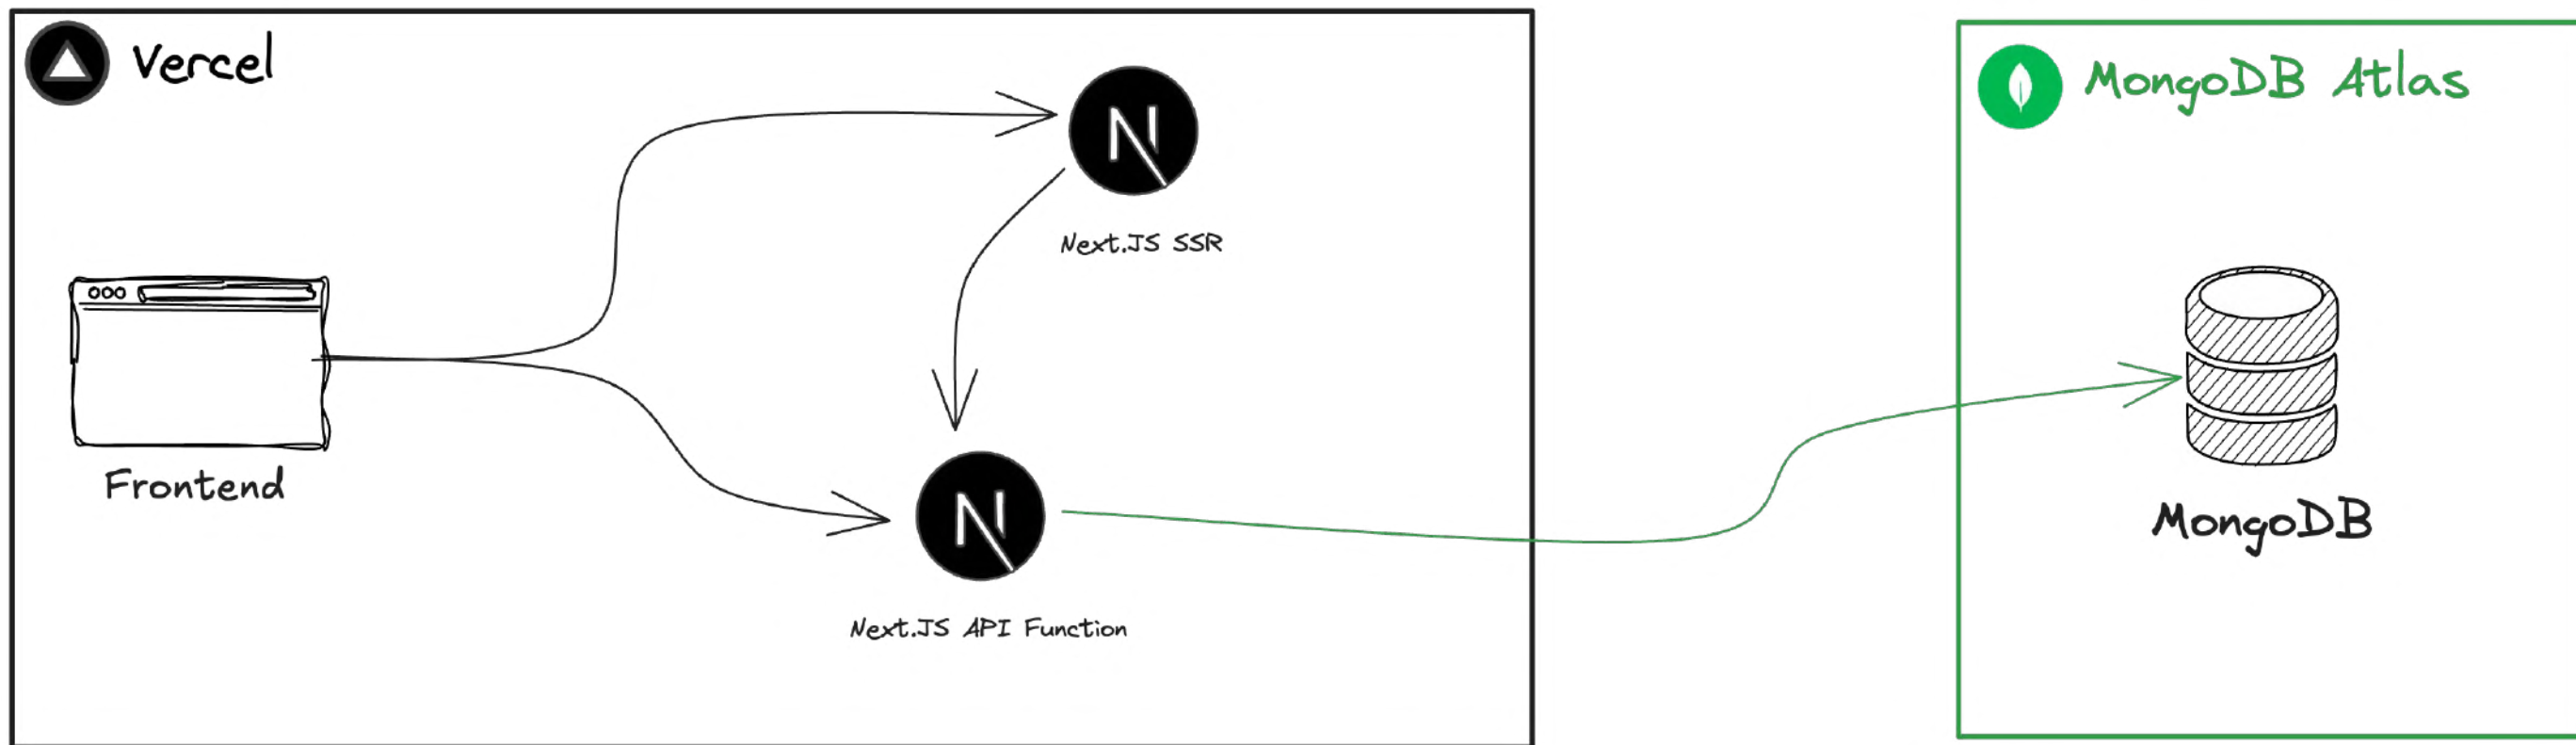 Vercel
MongoDB Atlas
Next.JS SSR
Frontend
MongoDB
Next.JS API Function